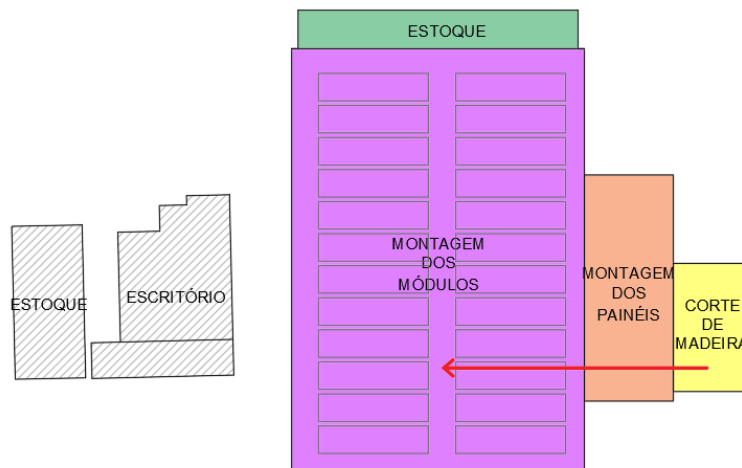 ESTOQUE
MONTAGEM
DOS
MÓDULOS
ESTOQUE
ESCRITÓRIO
MONTAGEM
DOS
PAINÉIS
CORTE
DE
MADEIRA